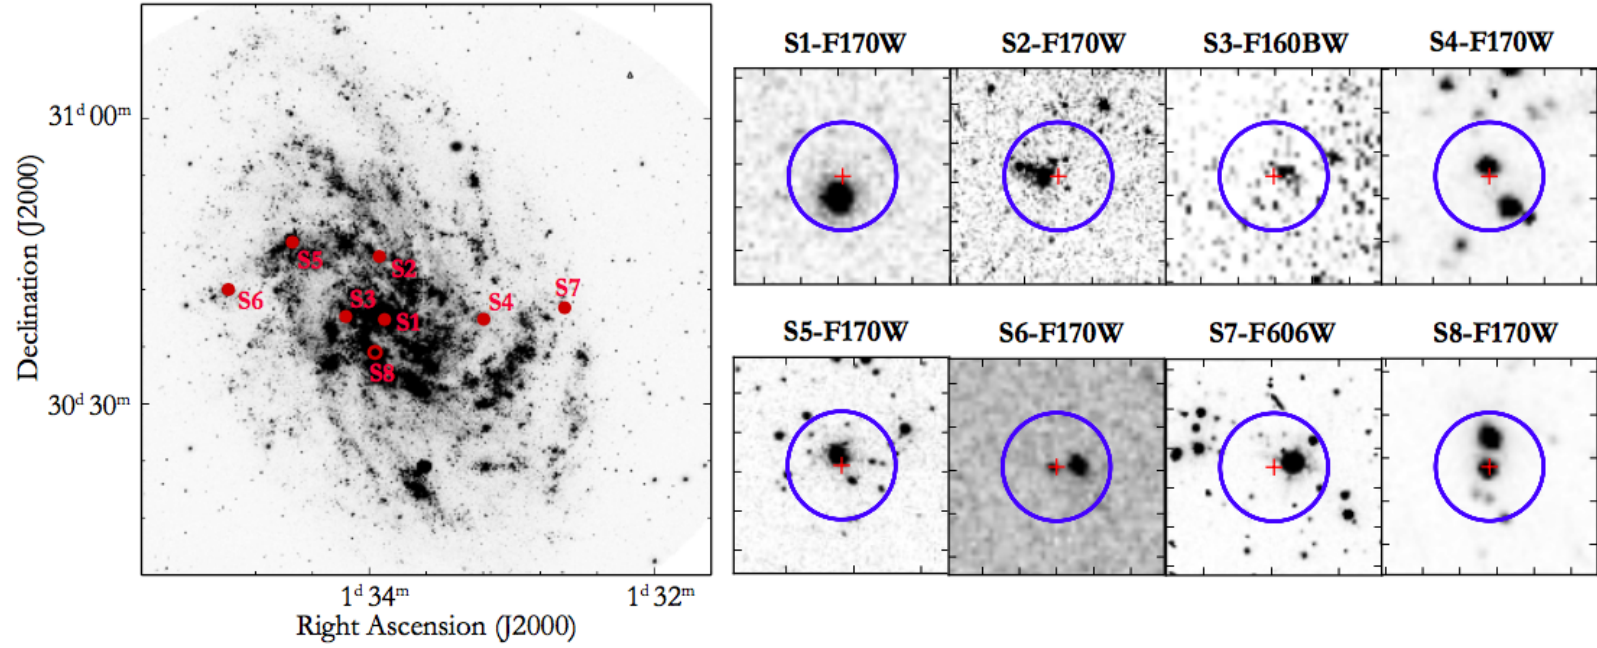 S1-F170W S2-F170W S3-F160BW S4-F170W
31ᵈ 00ᵐ
Declination (J2000)
S5
S2
S6
S3
S4
S7
S1
S8
30ᵈ 30ᵐ
S5-F170W S6-F170W S7-F606W S8-F170W
1ᵈ 34ᵐ 1ᵈ 32ᵐ
Right Ascension (J2000)